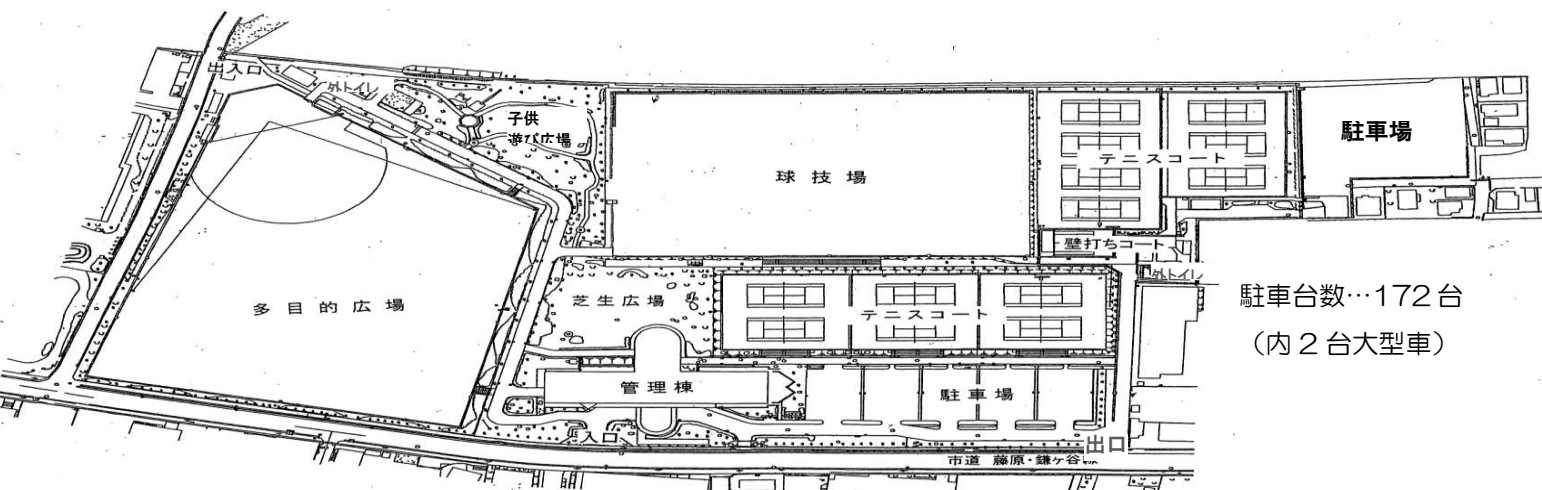 出入口
外トイレ
子供
遊び広場
球技場
テニスコート
駐車場
壁打ちコート
外トイレ
多目的広場
芝生広場
テニスコート
駐車台数…172台
（内2台大型車）
管理棟
駐車場
入口
出口
市道 藤原・鎌ヶ谷線